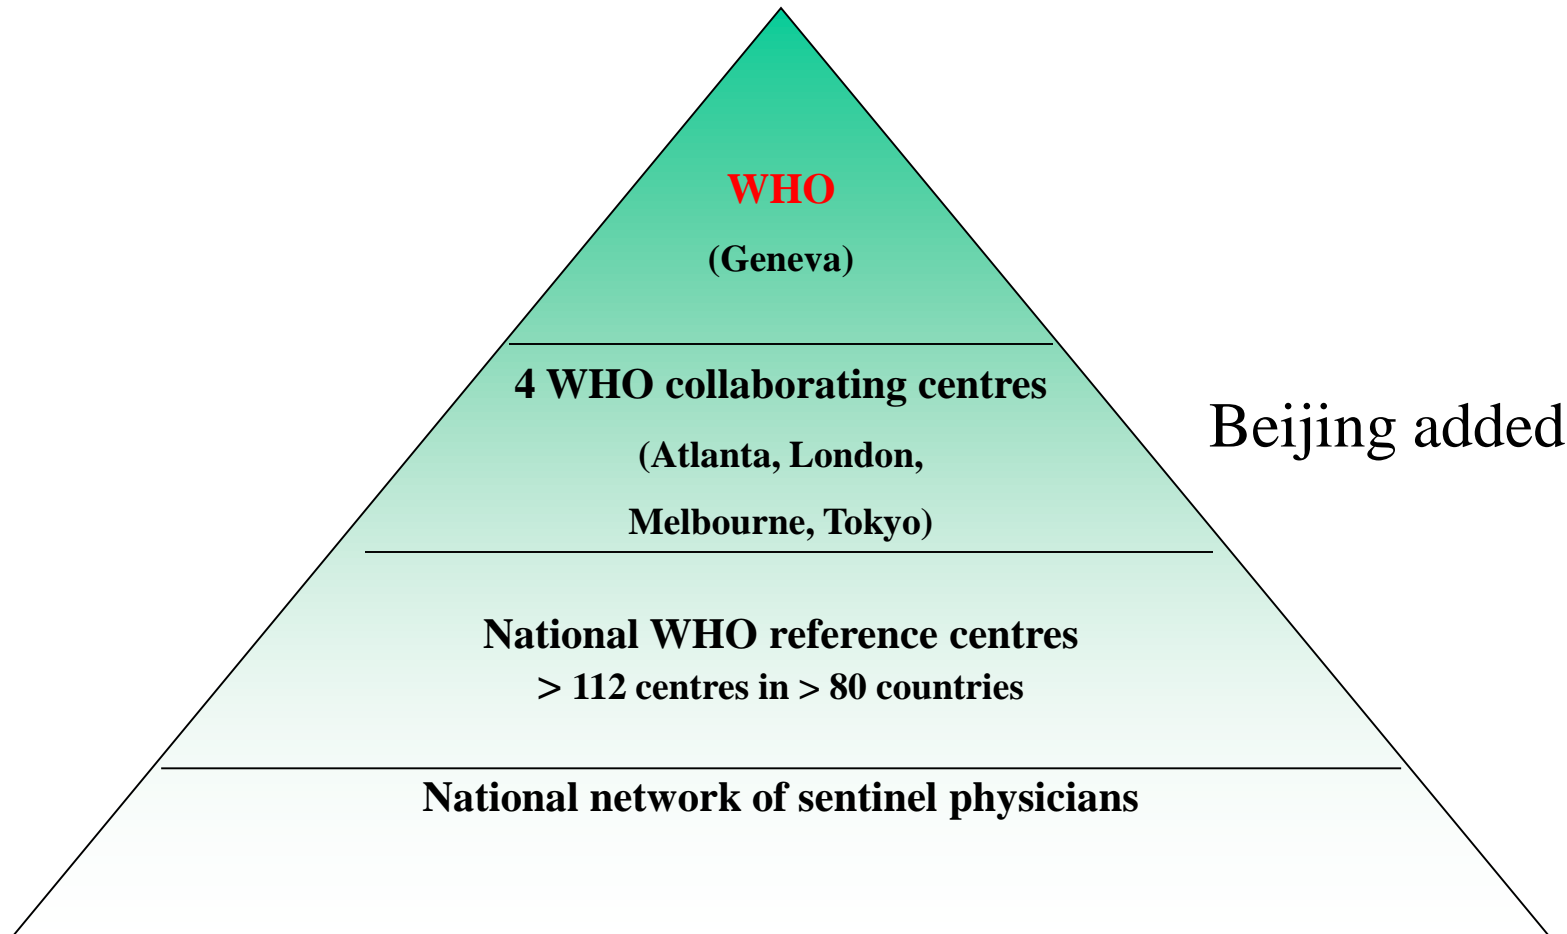 WHO
(Geneva)
4 WHO collaborating centres
(Atlanta, London,
Beijing added
Melbourne, Tokyo)
National WHO reference centres
> 112 centres in > 80 countries
National network of sentinel physicians